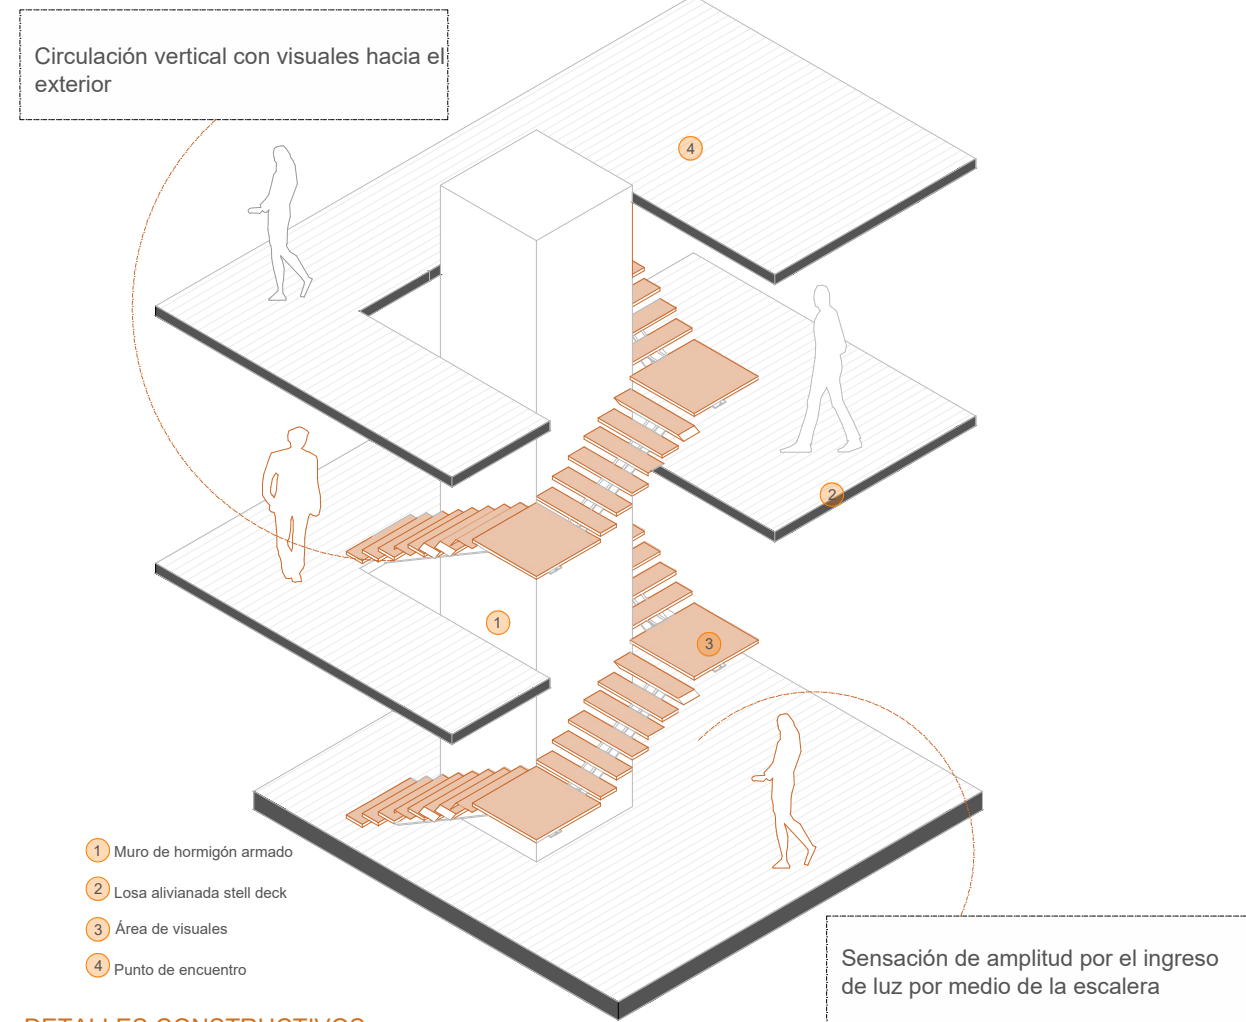 Circulación vertical con visuales hacia el
exterior
4
2
1
3
1 Muro de hormigón armado
2 Losa alivianada stell deck
3 Área de visuales
4 Punto de encuentro
Sensación de amplitud por el ingreso
de luz por medio de la escalera
DETALLES CONSTRUCTIVOS